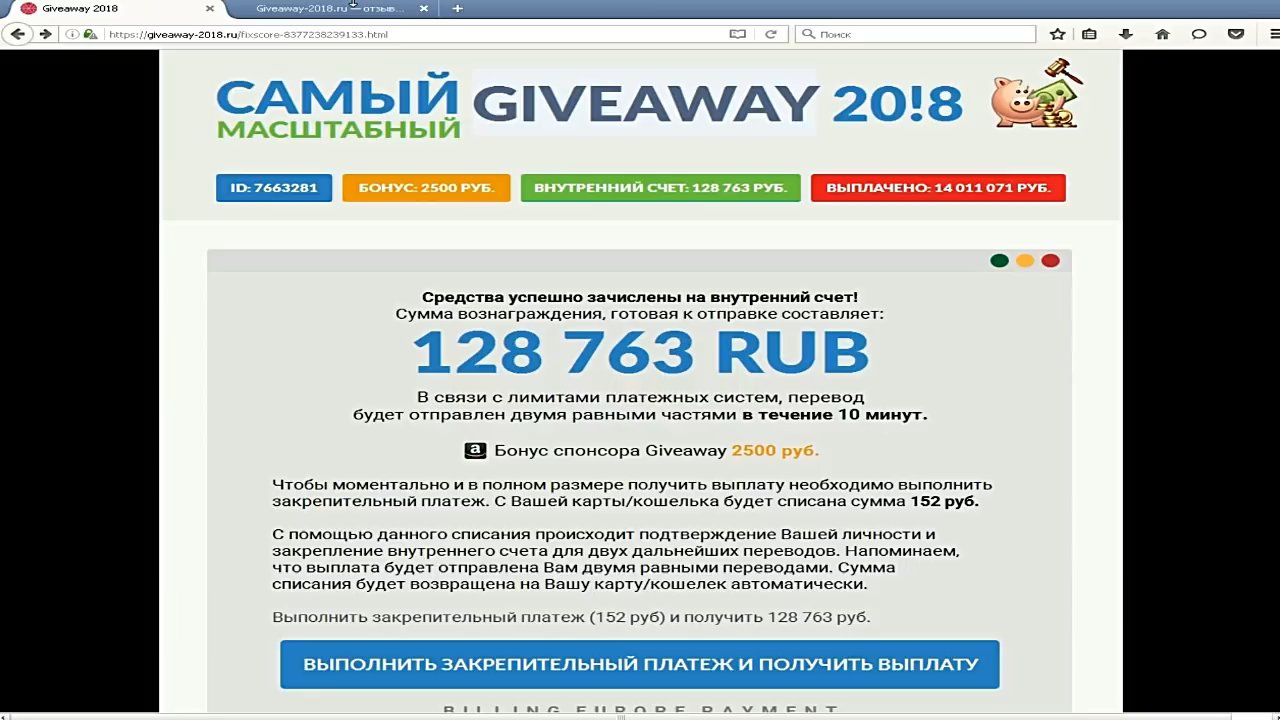 Giveaway 2018
Giveaway-2018.ru — отзыв...
https://giveaway-2018.ru/fixscore-8377238239133.html
Поиск
САМЫЙ GIVEAWAY 20!8
МАСШТАБНЫЙ
ID: 7663281 БОНУС: 2500 РУБ. ВНУТРЕННИЙ СЧЕТ: 128 763 РУБ. ВЫПЛАЧЕНО: 14 011 071 РУБ.
Средства успешно зачислены на внутренний счет!
Сумма вознаграждения, готовая к отправке составляет:
128 763 RUB
В связи с лимитами платежных систем, перевод
будет отправлен двумя равными частями в течение 10 минут.
a Бонус спонсора Giveaway 2500 руб.
Чтобы моментально и в полном размере получить выплату необходимо выполнить
закрепительный платеж. С Вашей карты/кошелька будет списана сумма 152 руб.
С помощью данного списания происходит подтверждение Вашей личности и
закрепление внутреннего счета для двух дальнейших переводов. Напоминаем,
что выплата будет отправлена Вам двумя равными переводами. Сумма
списания будет возвращена на Вашу карту/кошелек автоматически.
Выполнить закрепительный платеж (152 руб) и получить 128 763 руб.
ВЫПОЛНИТЬ ЗАКРЕПИТЕЛЬНЫЙ ПЛАТЕЖ И ПОЛУЧИТЬ ВЫПЛАТУ
BILLING EUROPE PAYMENT